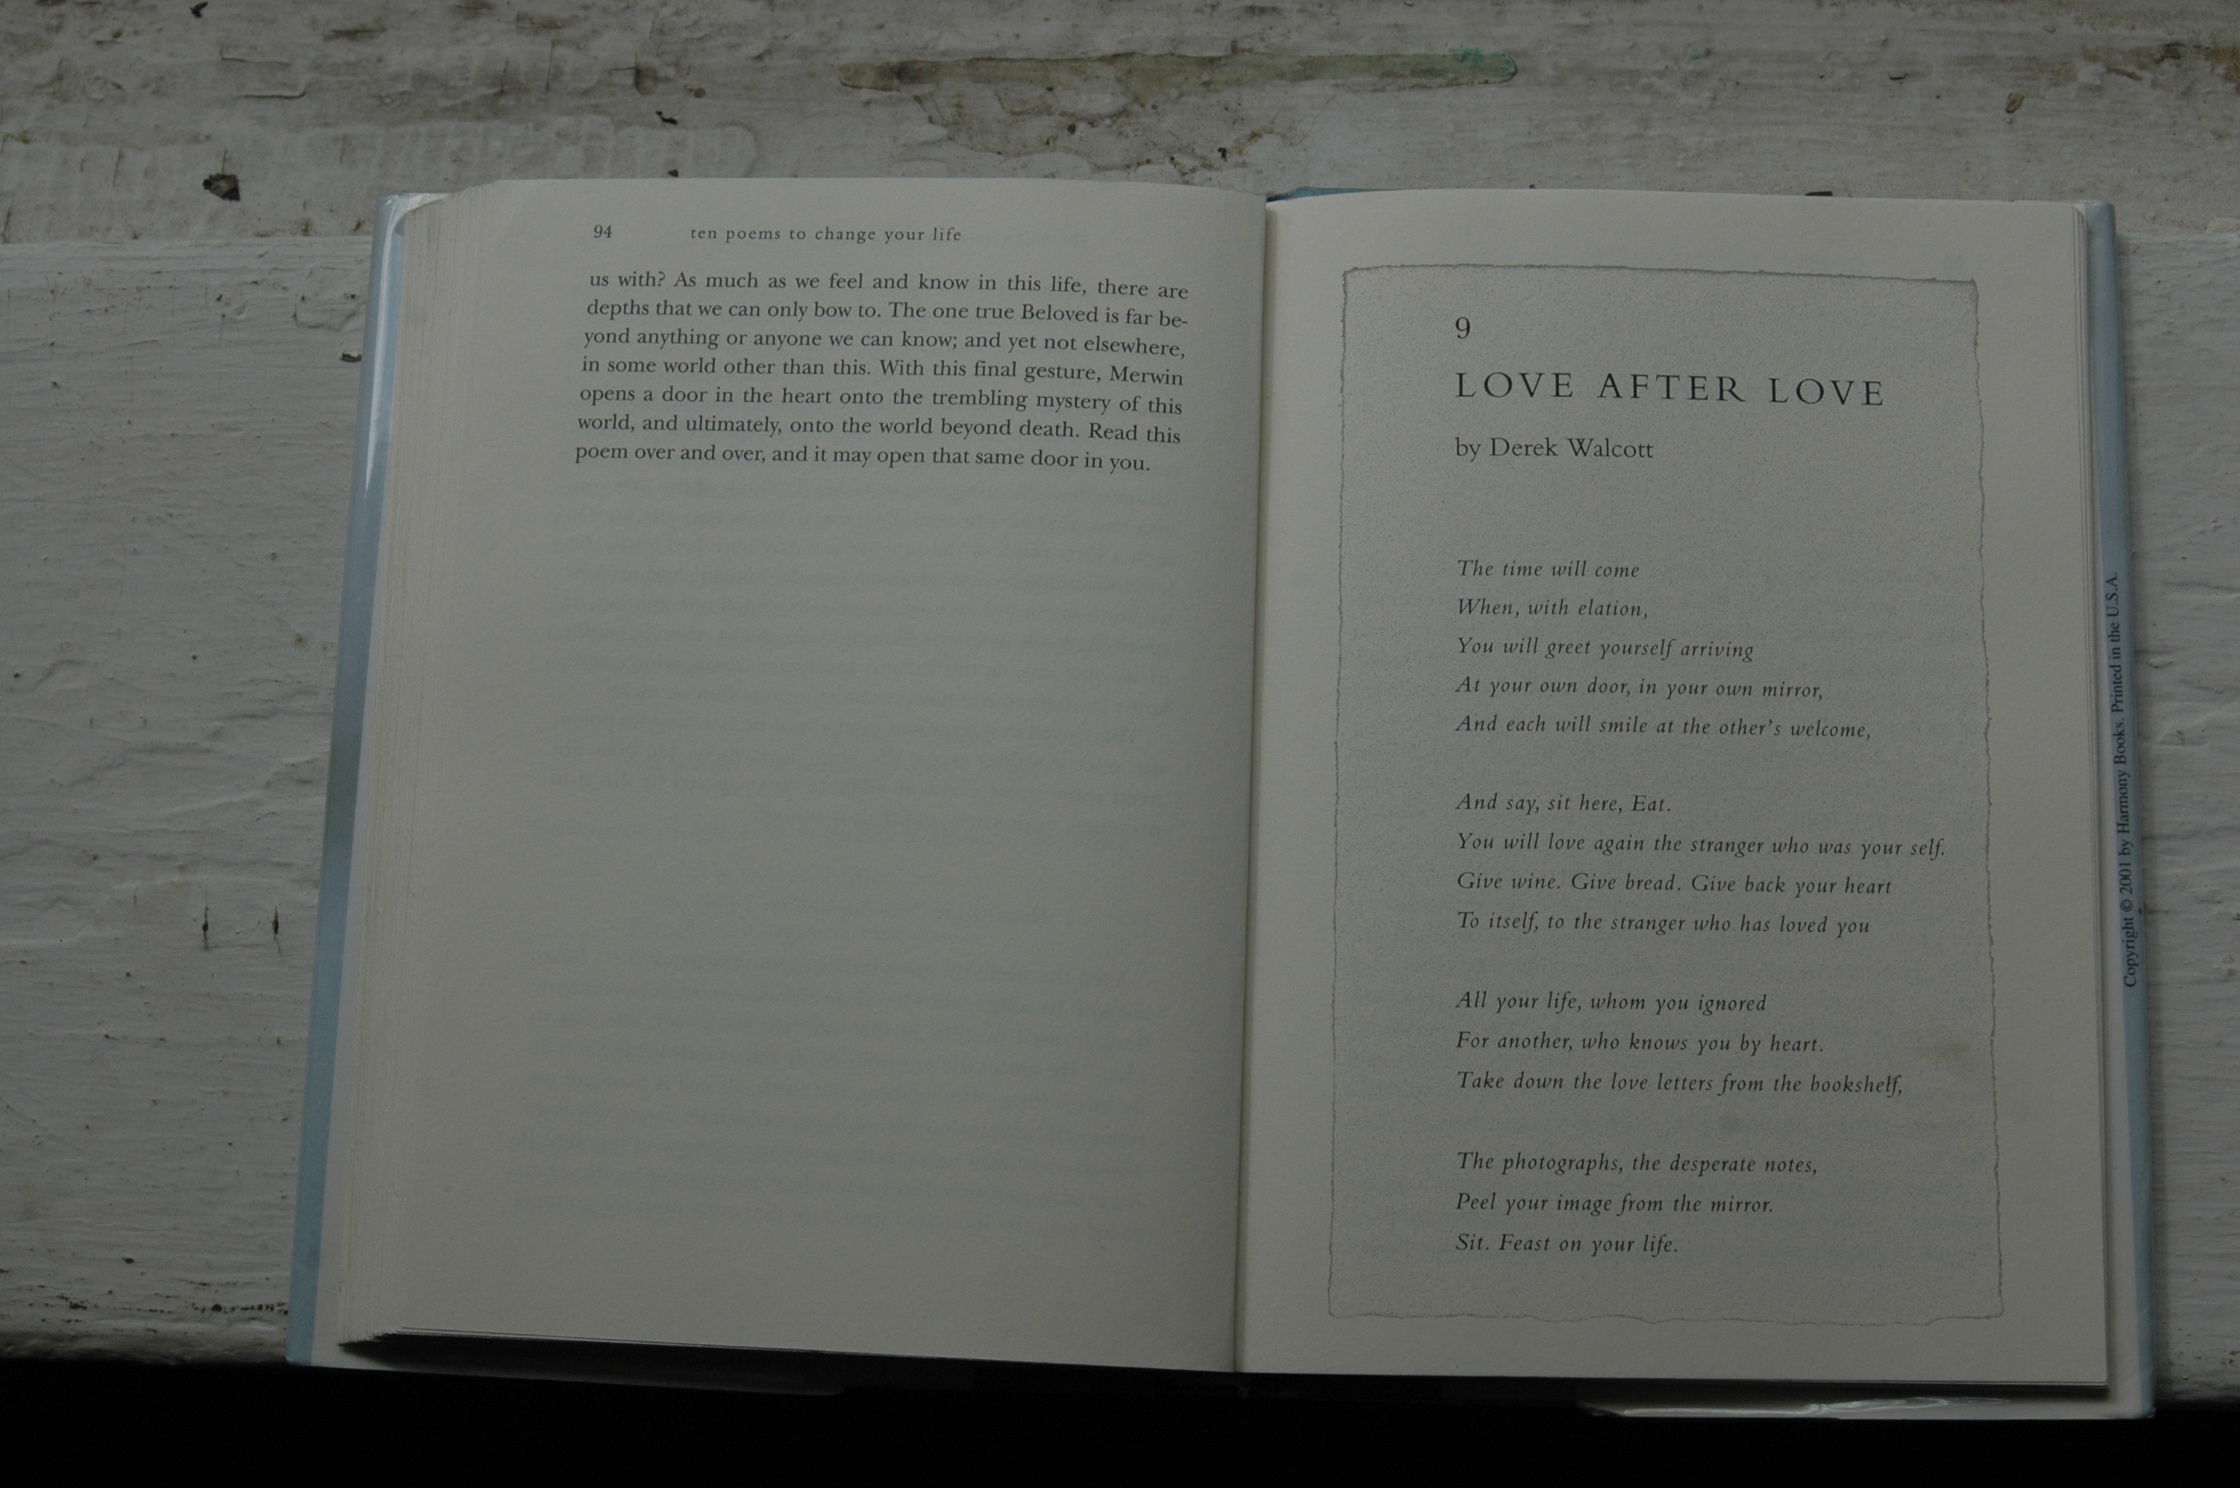 94 ten poems to change your life
us with? As much as we feel and know in this life, there are
depths that we can only bow to. The one true Beloved is far be-
yond anything or anyone we can know; and yet not elsewhere,
in some world other than this. With this final gesture, Merwin
opens a door in the heart onto the trembling mystery of this
world, and ultimately, onto the world beyond death. Read this
poem over and over, and it may open that same door in you.
9
LOVE AFTER LOVE
by Derek Walcott
The time will come
When, with elation,
You will greet yourself arriving
At your own door, in your own mirror,
And each will smile at the other's welcome,
And say, sit here, Eat.
You will love again the stranger who was your self.
Give wine. Give bread. Give back your heart
To itself, to the stranger who has loved you
All your life, whom you ignored
For another, who knows you by heart.
Take down the love letters from the bookshelf,
The photographs, the desperate notes,
Peel your image from the mirror.
Sit. Feast on your life.
Copyright © 2001 by Harmony Books. Printed in the U.S.A.